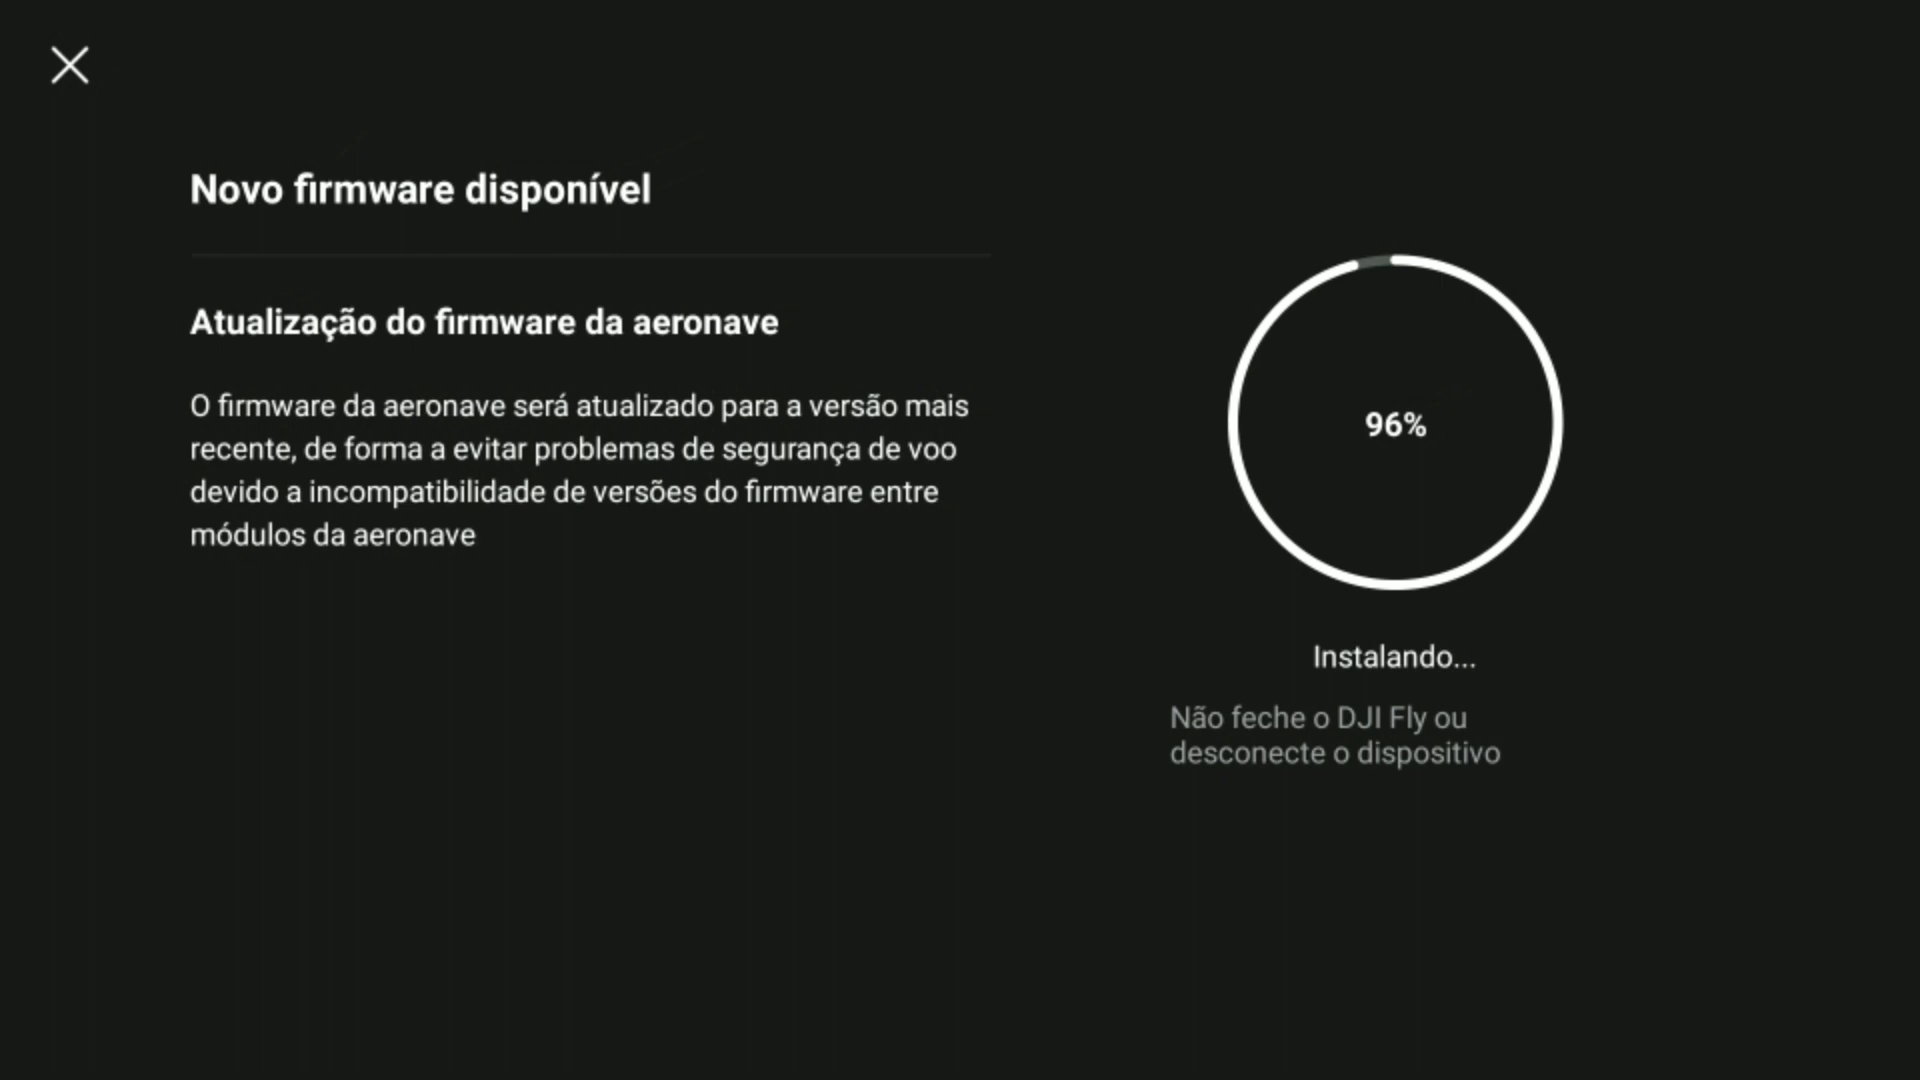 Novo firmware disponível
Atualização do firmware da aeronave
O firmware da aeronave será atualizado para a versão mais
recente, de forma a evitar problemas de segurança de voo
devido a incompatibilidade de versões do firmware entre
módulos da aeronave
96%
Instalando...
Não feche o DJI Fly ou
desconecte o dispositivo